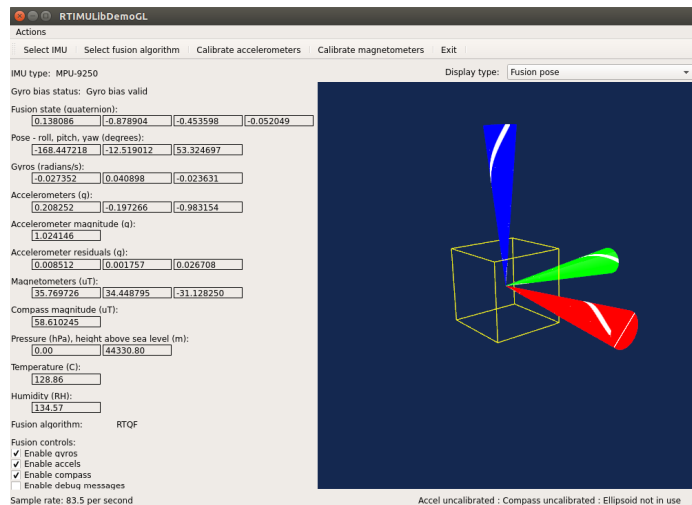 RTIMULibDemoGL
Actions
Select IMU Select fusion algorithm Calibrate accelerometers Calibrate magnetometers Exit
IMU type: MPU-9250 Display type: Fusion pose
Gyro bias status: Gyro bias valid
Fusion state (quaternion):
0.138086 -0.878904 -0.453598 -0.052049
Pose - roll, pitch, yaw (degrees):
-168.447218 -12.519012 53.324697
Gyros (radians/s):
-0.027352 0.040898 -0.023631
Accelerometers (g):
0.208252 -0.197266 -0.983154
Accelerometer magnitude (g):
1.024146
Accelerometer residuals (g):
0.008512 0.001757 0.026708
Magnetometers (uT):
35.769726 34.448795 -31.128250
Compass magnitude (uT):
58.610245
Pressure (hPa), height above sea level (m):
0.00 44330.80
Temperature (C):
128.86
Humidity (RH):
134.57
Fusion algorithm: RTQF
Fusion controls:
Enable gyros
Enable accels
Enable compass
Enable debug messages
Sample rate: 83.5 per second Accel uncalibrated : Compass uncalibrated : Ellipsoid not in use